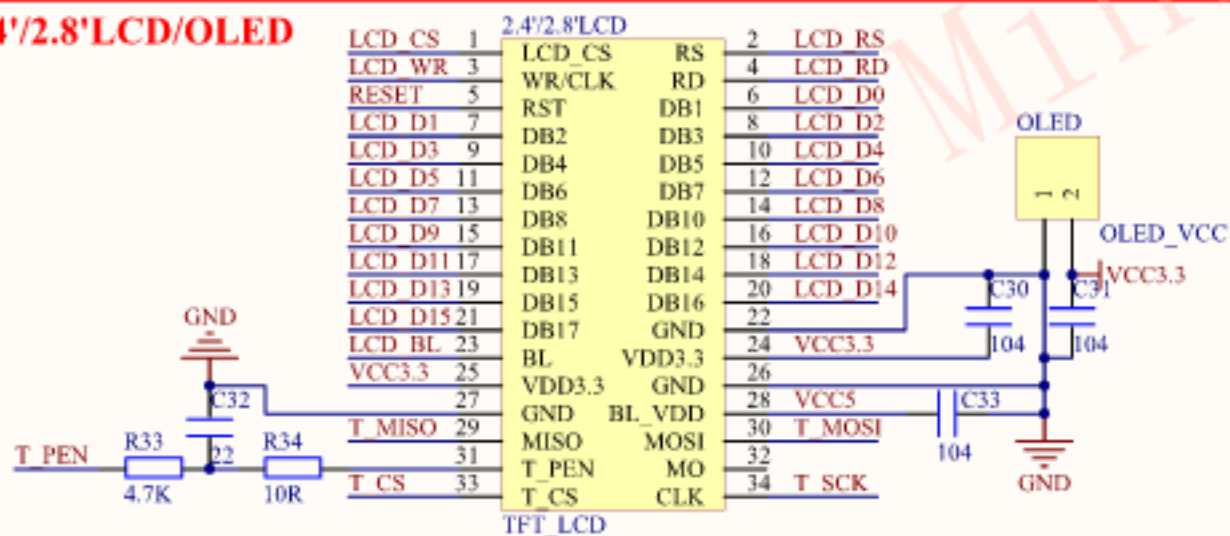 4'/2.8'LCD/OLED
2.4'/2.8'LCD
LCD_CS 1 LCD_CS RS 2 LCD_RS
LCD_WR 3 WR/CLK RD 4 LCD_RD
RESET 5 RST DB1 6 LCD_D0
LCD_D1 7 DB2 DB3 8 LCD_D2
LCD_D3 9 DB4 DB5 10 LCD_D4
LCD_D5 11 DB6 DB7 12 LCD_D6
LCD_D7 13 DB8 DB10 14 LCD_D8
LCD_D9 15 DB11 DB12 16 LCD_D10
LCD_D11 17 DB13 DB14 18 LCD_D12
LCD_D13 19 DB15 DB16 20 LCD_D14
LCD_D15 21 DB17 GND 22
LCD_BL 23 BL VDD3.3 24 VCC3.3
VCC3.3 25 VDD3.3 GND 26
27 GND BL_VDD 28 VCC5
T_MISO 29 MISO MOSI 30 T_MOSI
31 T_PEN MO 32
T_CS 33 T_CS CLK 34 T_SCK
TFT_LCD
OLED
1 2
OLED_VCC
VCC3.3
C30
104
C31
104
C33
104
GND
GND
C32
22
T_PEN
R33
4.7K
R34
10R